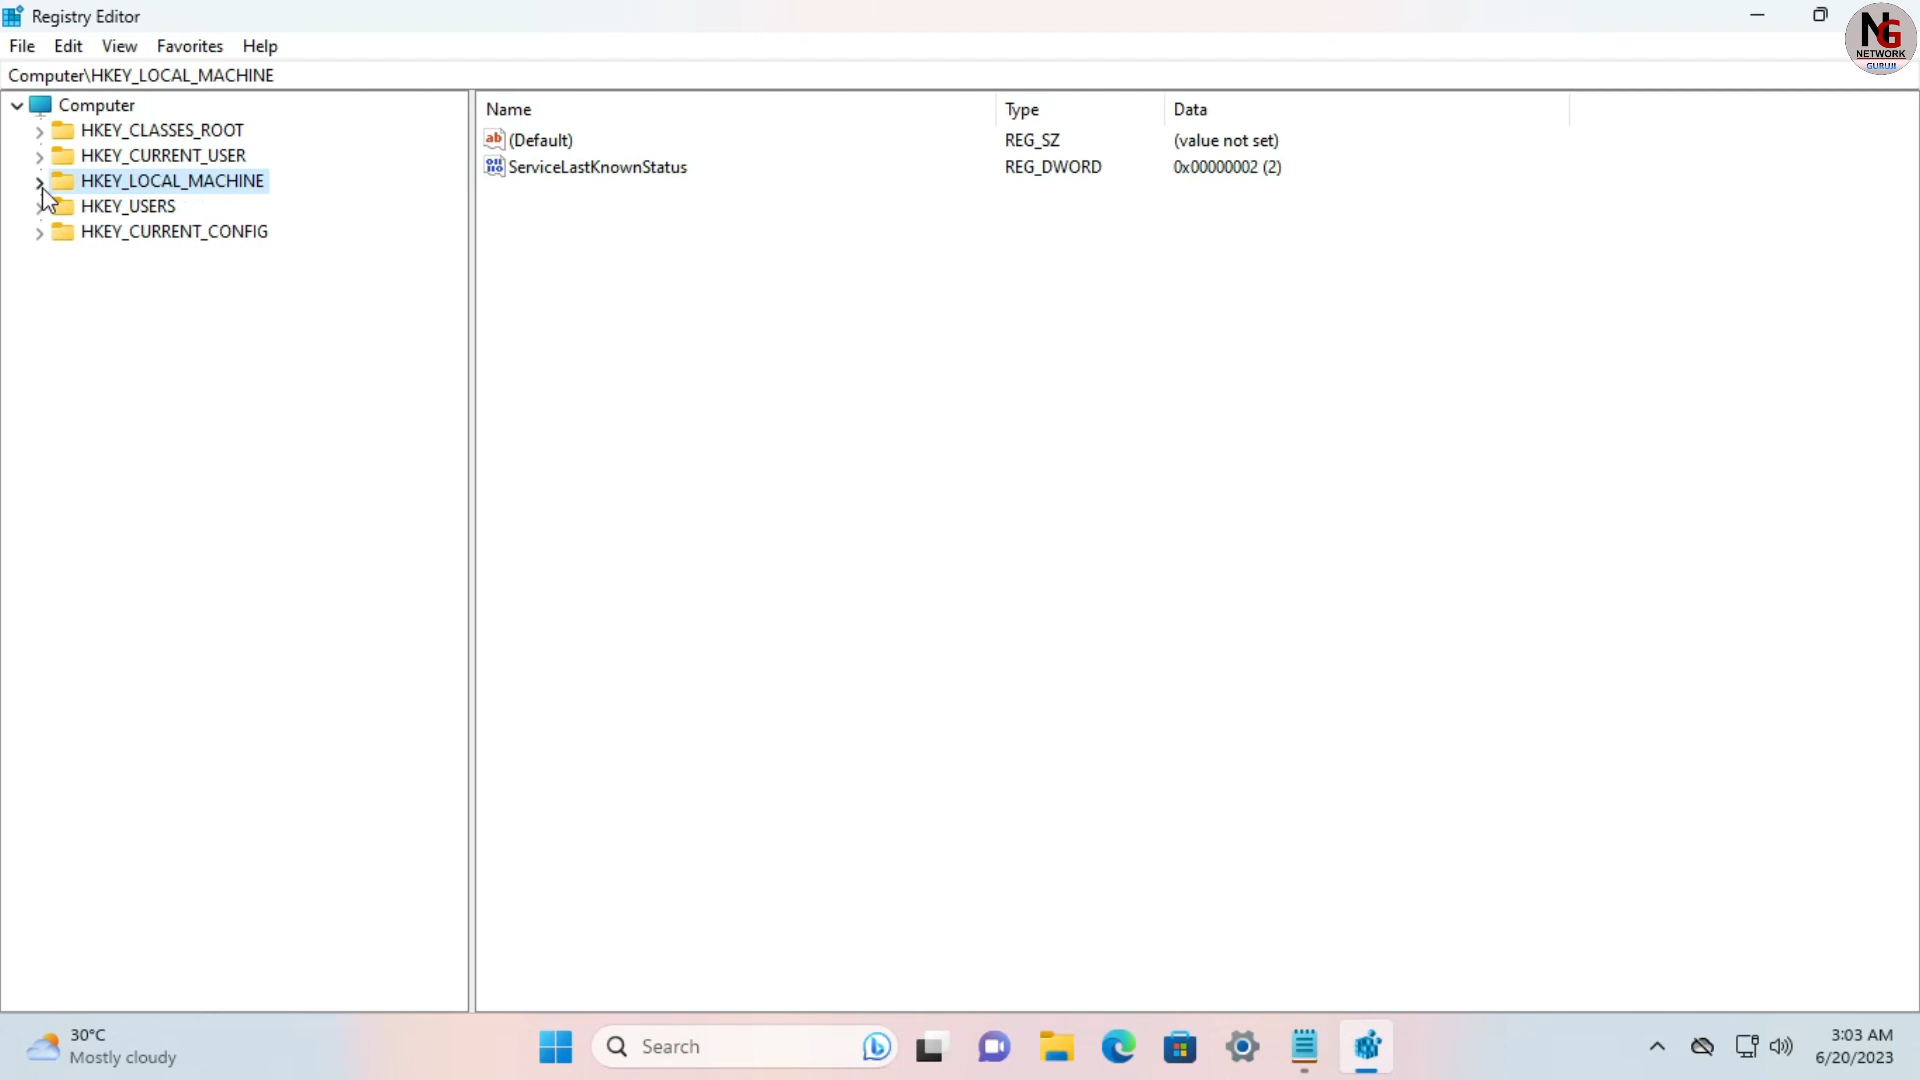 Registry Editor
File Edit View Favorites Help
Computer\HKEY_LOCAL_MACHINE
Computer
HKEY_CLASSES_ROOT
HKEY_CURRENT_USER
HKEY_LOCAL_MACHINE
HKEY_USERS
HKEY_CURRENT_CONFIG
Name Type Data
(Default) REG_SZ (value not set)
ServiceLastKnownStatus REG_DWORD 0x00000002 (2)
NG
NETWORK
GURUJI
30°C
Mostly cloudy
Search
3:03 AM
6/20/2023